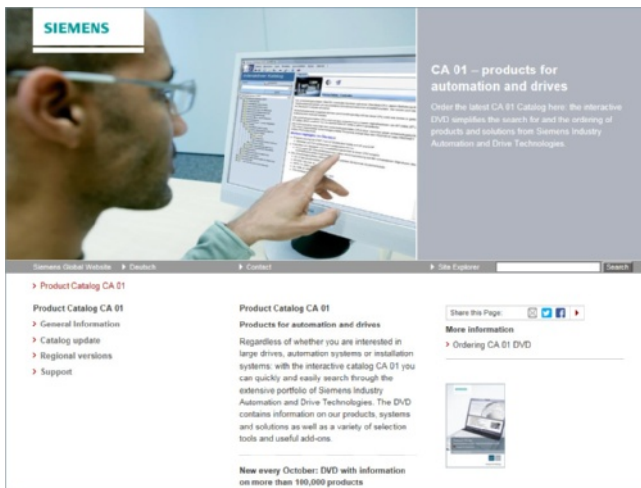 SIEMENS
CA 01 – products for
automation and drives
Order the latest CA 01 Catalog here: the interactive
DVD simplifies the search for and the ordering of
products and solutions from Siemens Industry
Automation and Drive Technologies
Siemens Global Website Deutsch Contact Site Explorer Search
Product Catalog CA 01
Product Catalog CA 01
General Information
Catalog update
Regional versions
Support
Product Catalog CA 01
Products for automation and drives
Regardless of whether you are interested in
large drives, automation systems or installation
systems: with the interactive catalog CA 01 you
can quickly and easily search through the
extensive portfolio of Siemens Industry
Automation and Drive Technologies. The DVD
contains information on our products, systems
and solutions as well as a variety of selection
tools and useful add-ons.
New every October: DVD with information
on more than 100,000 products
Share this Page:
More information
Ordering CA 01 DVD